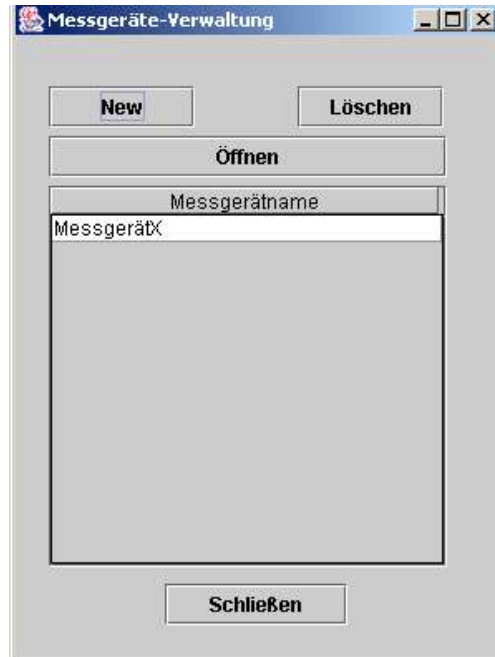 Messgeräte-Verwaltung
New Löschen
Öffnen
Messgerätname
MessgerätX
Schließen